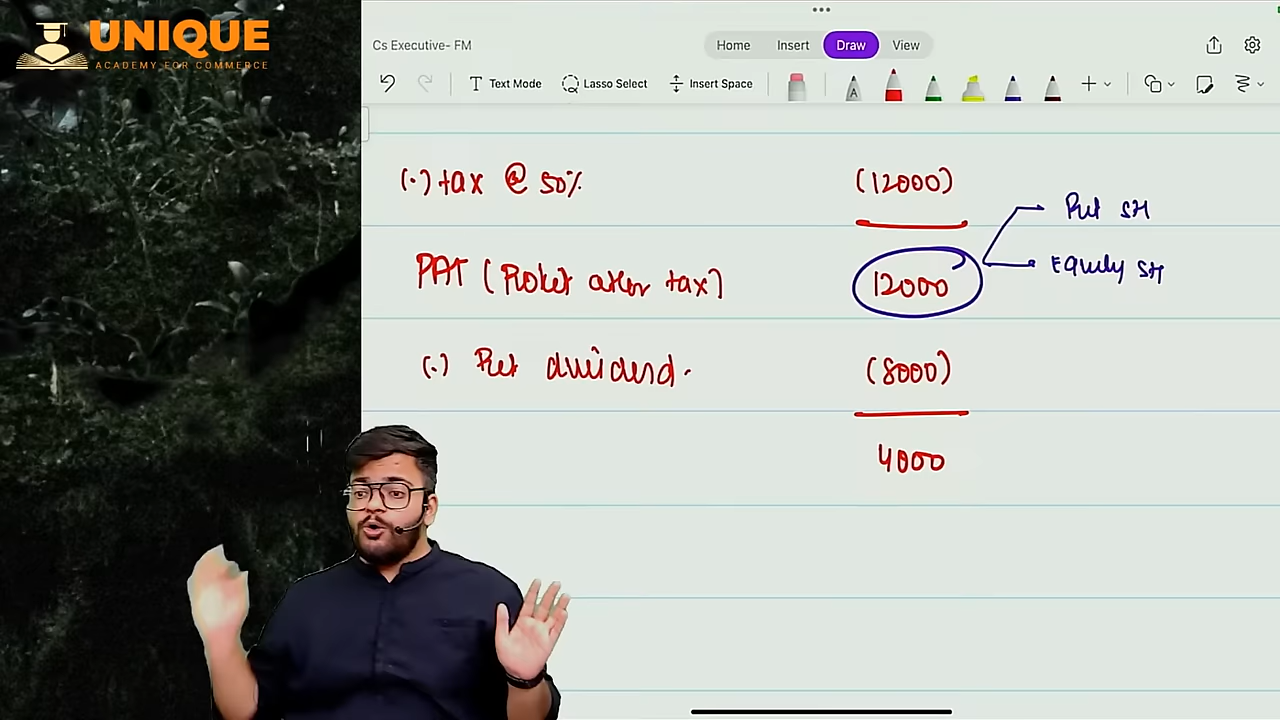 UNIQUE
ACADEMY FOR COMMERCE
Cs Executive- FM
Home Insert Draw View
Text Mode Lasso Select Insert Space
(-) tax @ 50% (12000)
Pref SH
PAT (Profit after tax) 12000
Equity SH
(-) Pref dividend. (8000)
4000